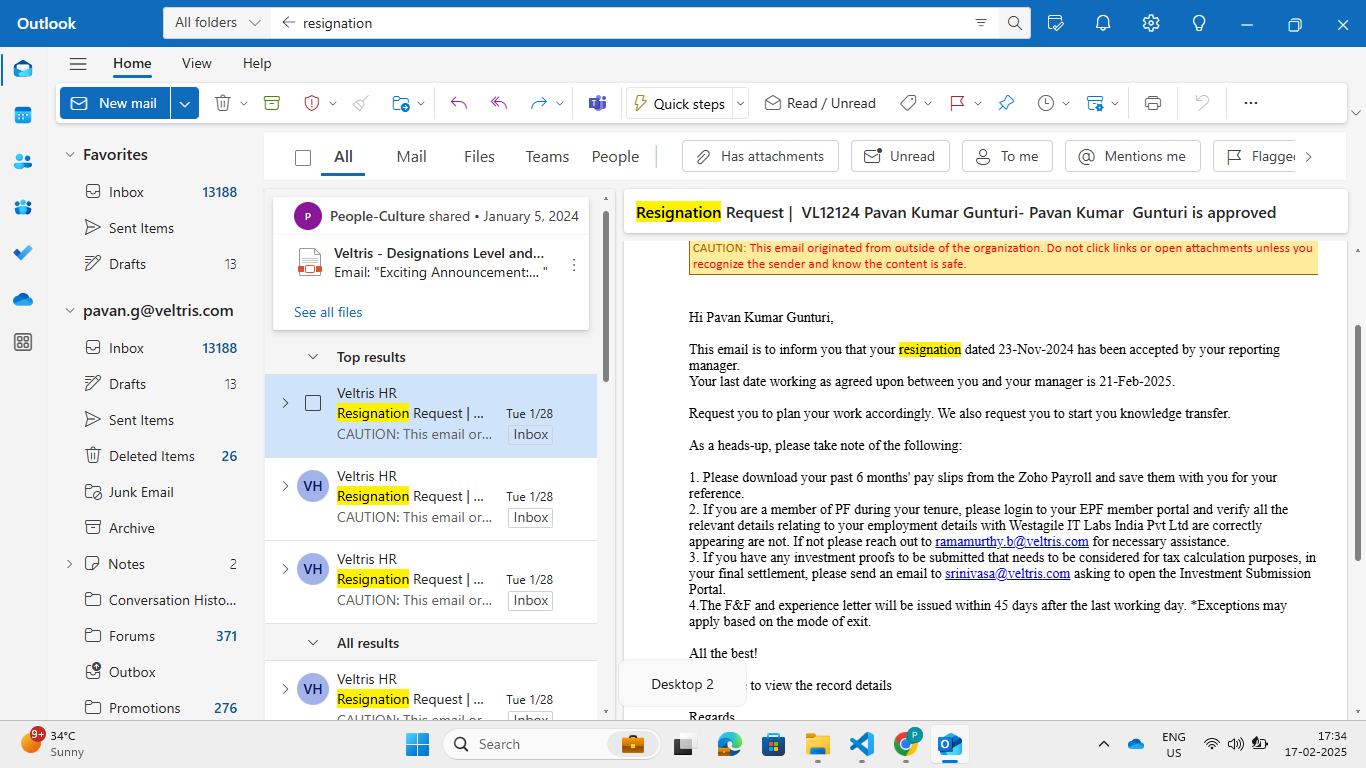 Outlook
All folders
resignation
Home View Help
New mail
Quick steps
Read / Unread
Favorites
Inbox 13188
Sent Items
Drafts 13
pavan.g@veltris.com
Inbox 13188
Drafts 13
Sent Items
Deleted Items 26
Junk Email
Archive
Notes 2
Conversation Histo...
Forums 371
Outbox
Promotions 276
All Mail Files Teams People
Has attachments
Unread
To me
Mentions me
Flagged
P People-Culture shared • January 5, 2024
Veltris - Designations Level and...
Email: "Exciting Announcement:... "
See all files
Top results
Veltris HR
Resignation Request | ... Tue 1/28
CAUTION: This email or... Inbox
VH Veltris HR
Resignation Request | ... Tue 1/28
CAUTION: This email or... Inbox
VH Veltris HR
Resignation Request | ... Tue 1/28
CAUTION: This email or... Inbox
All results
VH Veltris HR
Resignation Request | ... Tue 1/28
CAUTION: This email or... Inbox
Resignation Request | VL12124 Pavan Kumar Gunturi- Pavan Kumar Gunturi is approved
CAUTION: This email originated from outside of the organization. Do not click links or open attachments unless you
recognize the sender and know the content is safe.
Hi Pavan Kumar Gunturi,
This email is to inform you that your resignation dated 23-Nov-2024 has been accepted by your reporting
manager.
Your last date working as agreed upon between you and your manager is 21-Feb-2025.
Request you to plan your work accordingly. We also request you to start you knowledge transfer.
As a heads-up, please take note of the following:
1. Please download your past 6 months' pay slips from the Zoho Payroll and save them with you for your
reference.
2. If you are a member of PF during your tenure, please login to your EPF member portal and verify all the
relevant details relating to your employment details with Westagile IT Labs India Pvt Ltd are correctly
appearing are not. If not please reach out to ramamurthy.b@veltris.com for necessary assistance.
3. If you have any investment proofs to be submitted that needs to be considered for tax calculation purposes, in
your final settlement, please send an email to srinivasa@veltris.com asking to open the Investment Submission
Portal.
4.The F&F and experience letter will be issued within 45 days after the last working day. *Exceptions may
apply based on the mode of exit.
All the best!
to view the record details
Regards
Desktop 2
9+
34°C
Sunny
Search
P
ENG
US
17:34
17-02-2025